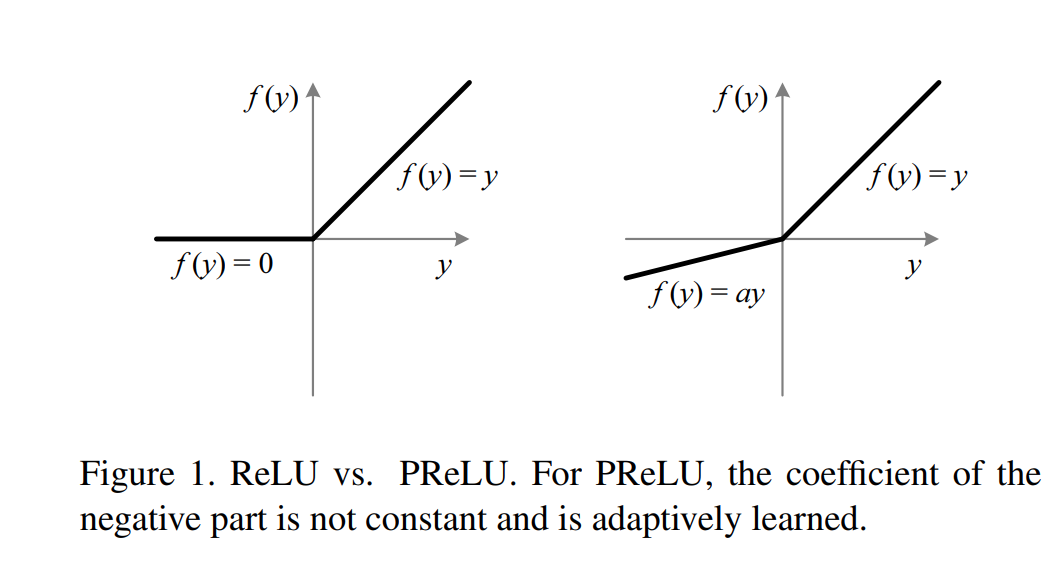 f(y)
f(y) = y
f(y) = 0
y
f(y)
f(y) = y
f(y) = ay
y
Figure 1. ReLU vs. PReLU. For PReLU, the coefficient of the
negative part is not constant and is adaptively learned.